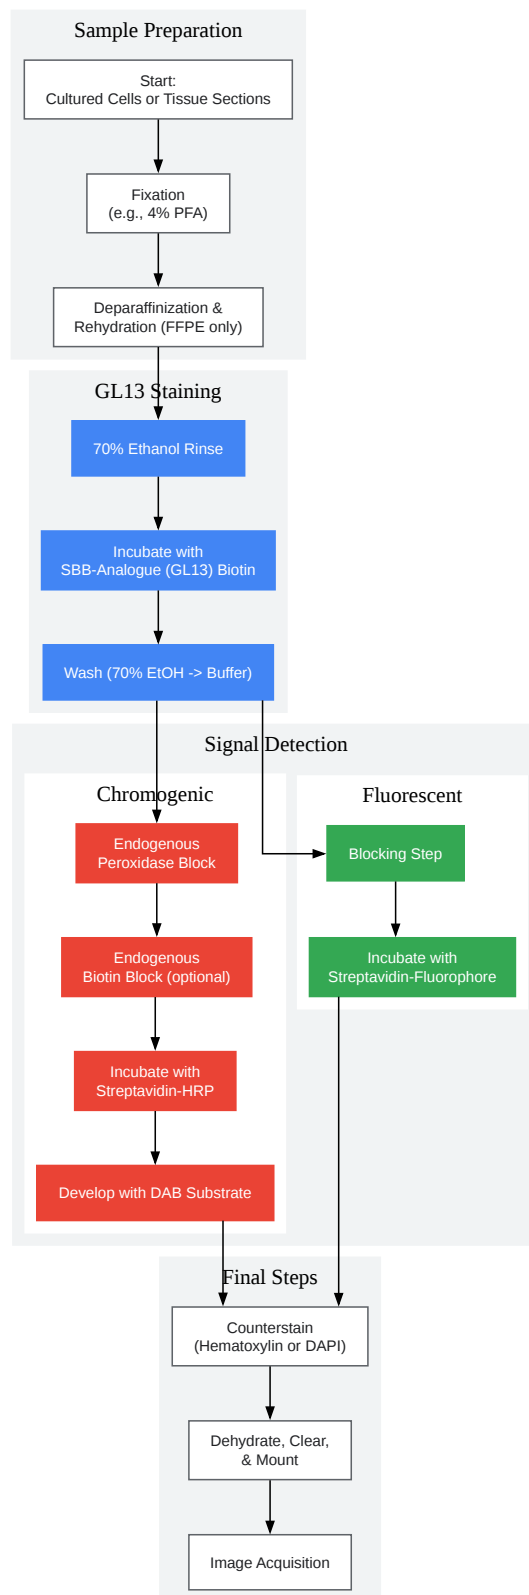 Sample Preparation
Start:
Cultured Cells or Tissue Sections
Fixation
(e.g., 4% PFA)
Deparaffinization &
Rehydration (FFPE only)
GL13 Staining
70% Ethanol Rinse
Incubate with
SBB-Analogue (GL13) Biotin
Wash (70% EtOH -> Buffer)
Signal Detection
Chromogenic
Endogenous
Peroxidase Block
Endogenous
Biotin Block (optional)
Incubate with
Streptavidin-HRP
Develop with DAB Substrate
Fluorescent
Blocking Step
Incubate with
Streptavidin-Fluorophore
Final Steps
Counterstain
(Hematoxylin or DAPI)
Dehydrate, Clear,
& Mount
Image Acquisition